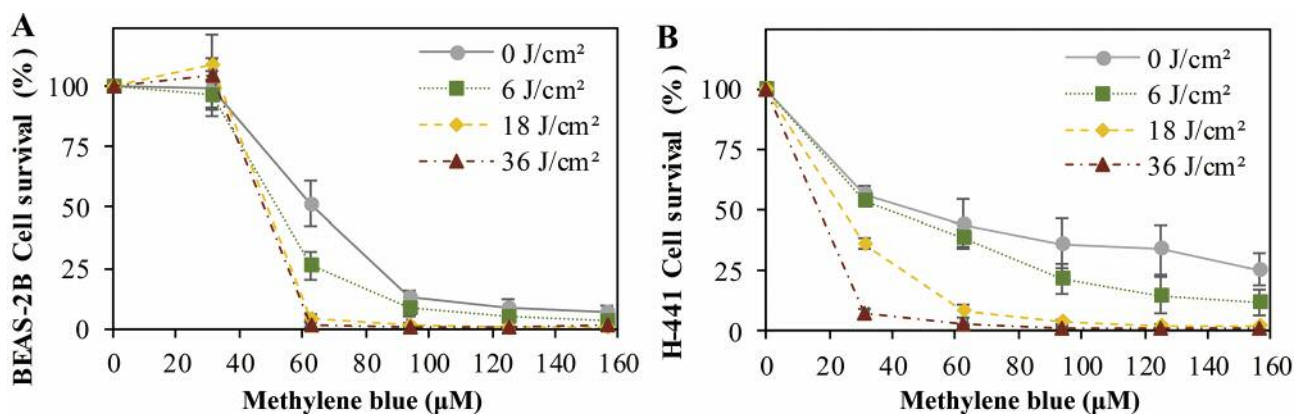 A
BEAS-2B Cell survival (%)
100
75
50
25
0
0 20 40 60 80 100 120 140 160
Methylene blue (μM)
0 J/cm²
6 J/cm²
18 J/cm²
36 J/cm²
B
H-441 Cell survival (%)
100
75
50
25
0
0 20 40 60 80 100 120 140 160
Methylene blue (μM)
0 J/cm²
6 J/cm²
18 J/cm²
36 J/cm²